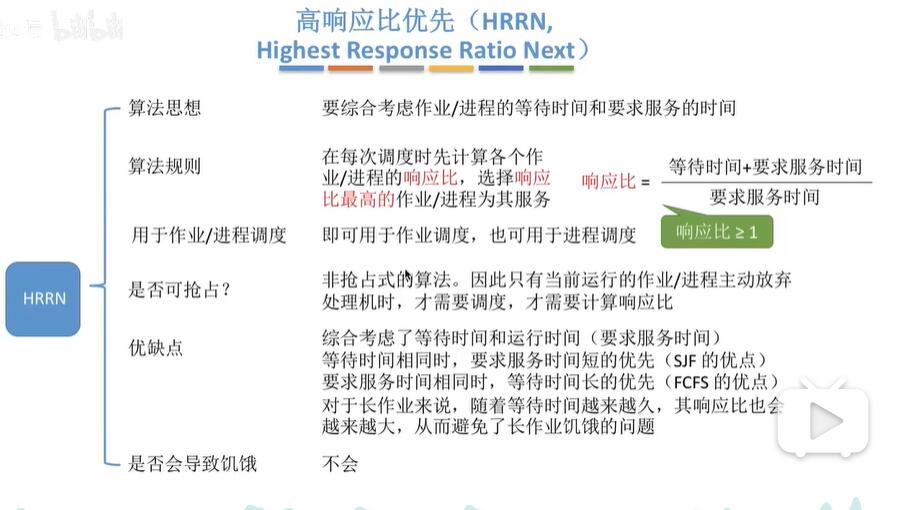 bilibili
高响应比优先（HRRN,
Highest Response Ratio Next）
算法思想
要综合考虑作业/进程的等待时间和要求服务的时间
算法规则
在每次调度时先计算各个作
业/进程的响应比，选择响应
比最高的作业/进程为其服务
响应比 =
等待时间+要求服务时间
要求服务时间
响应比 ≥ 1
用于作业/进程调度
即可用于作业调度，也可用于进程调度
HRRN
是否可抢占？
非抢占式的算法。因此只有当前运行的作业/进程主动放弃
处理机时，才需要调度，才需要计算响应比
优缺点
综合考虑了等待时间和运行时间（要求服务时间）
等待时间相同时，要求服务时间短的优先（SJF 的优点）
要求服务时间相同时，等待时间长的优先（FCFS 的优点）
对于长作业来说，随着等待时间越来越久，其响应比也会
越来越大，从而避免了长作业饥饿的问题
是否会导致饥饿
不会